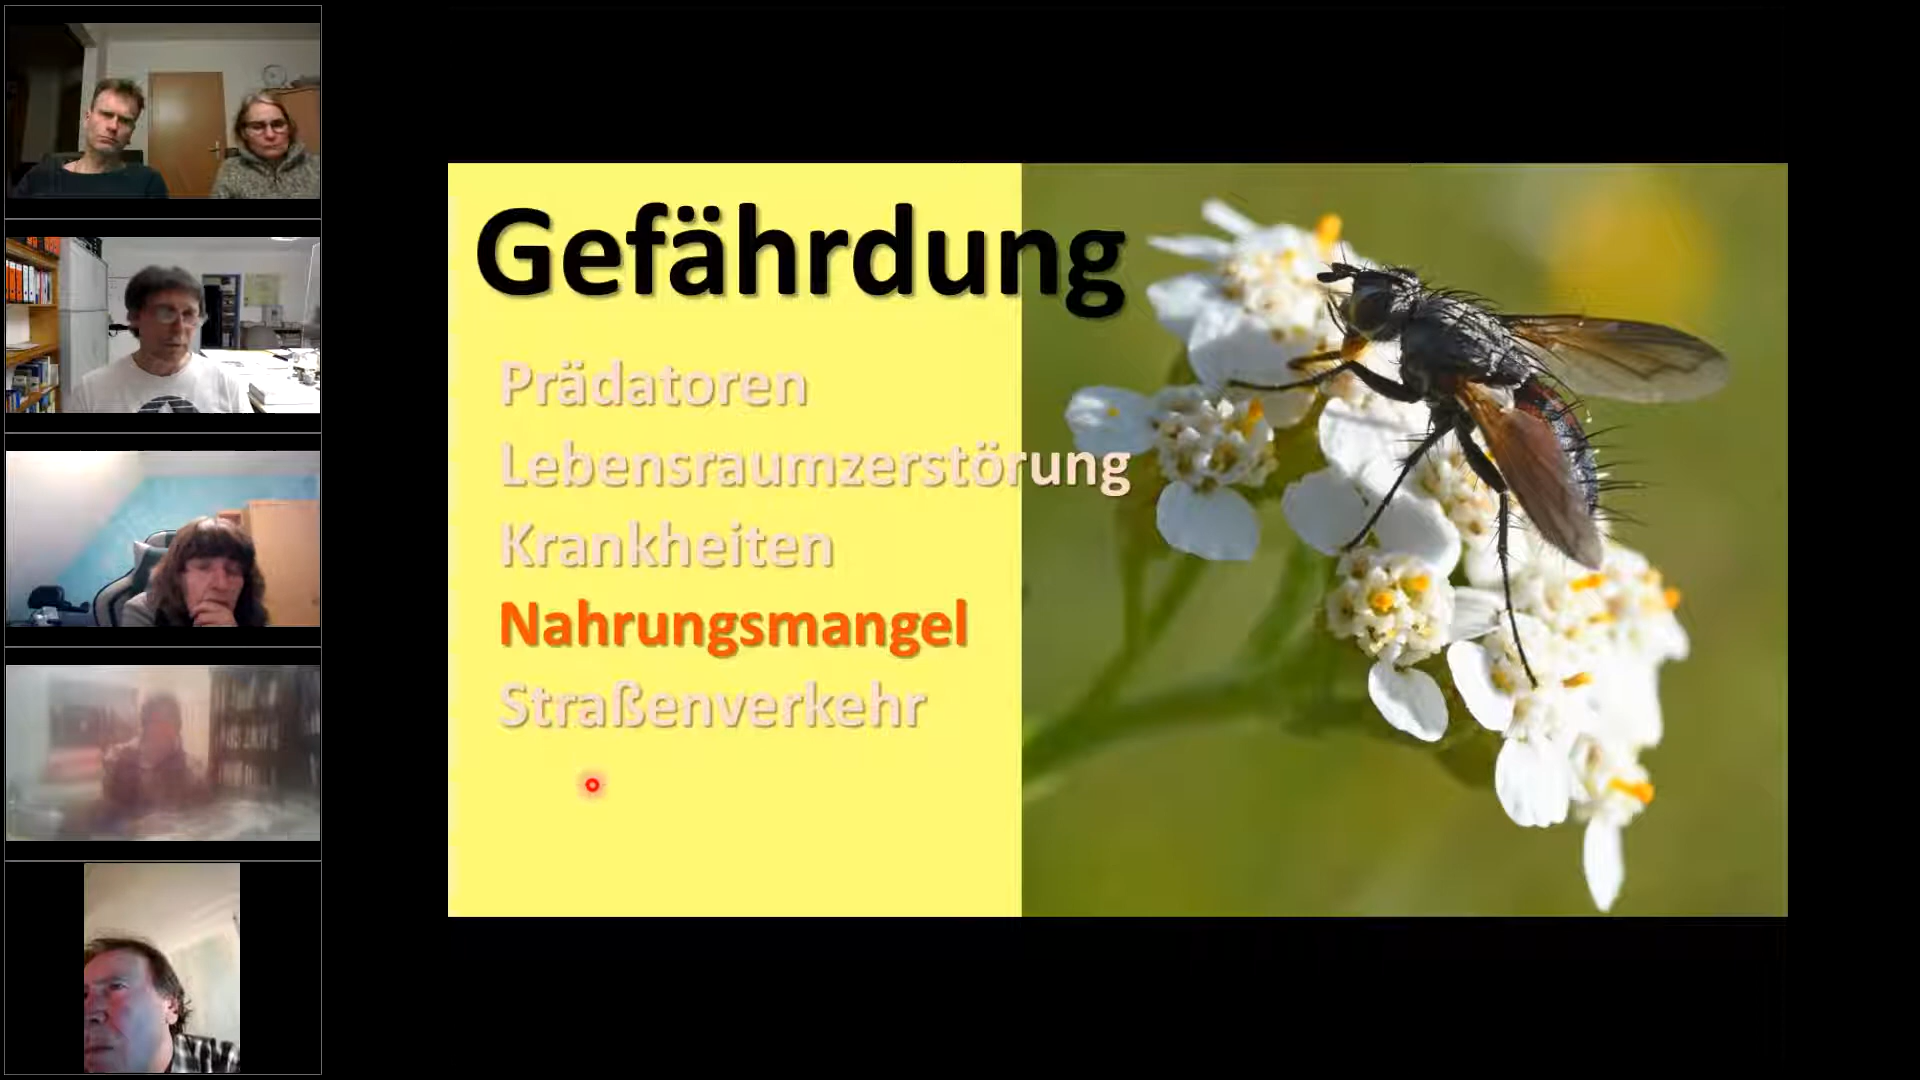 Gefährdung
Prädatoren
Lebensraumzerstörung
Krankheiten
Nahrungsmangel
Straßenverkehr